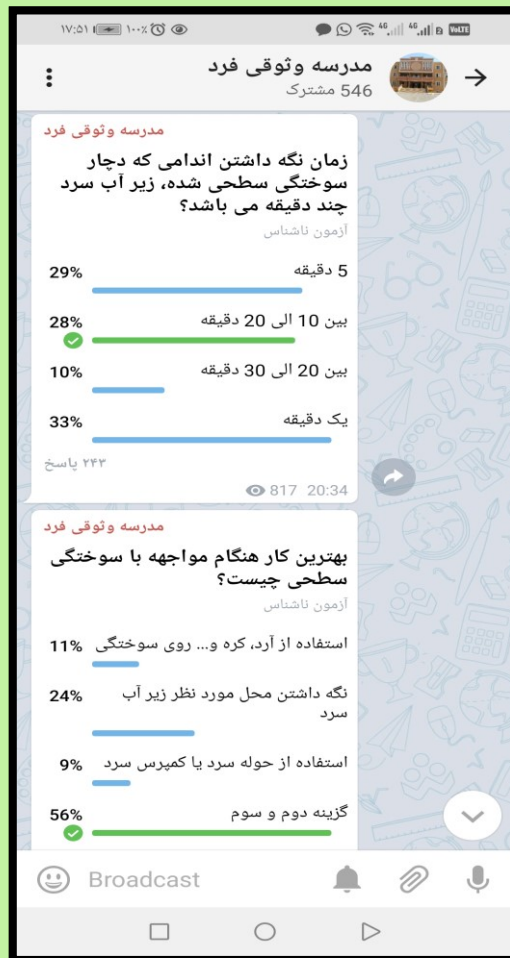 ۱۷:۵۱ ۱۰۰٪ 4G 4G VoLTE
مدرسه وثوقی فرد
546 مشترک
مدرسه وثوقی فرد
زمان نگه داشتن اندامی که دچار
سوختگی سطحی شده، زیر آب سرد
چند دقیقه می باشد؟
آزمون ناشناس
5 دقیقه 29%
بین 10 الی 20 دقیقه 28%
بین 20 الی 30 دقیقه 10%
یک دقیقه 33%
۲۴۳ پاسخ
817 20:34
مدرسه وثوقی فرد
بهترین کار هنگام مواجهه با سوختگی
سطحی چیست؟
آزمون ناشناس
استفاده از آرد، کره و... روی سوختگی 11%
نگه داشتن محل مورد نظر زیر آب 24%
سرد
استفاده از حوله سرد یا کمپرس سرد 9%
گزینه دوم و سوم 56%
Broadcast